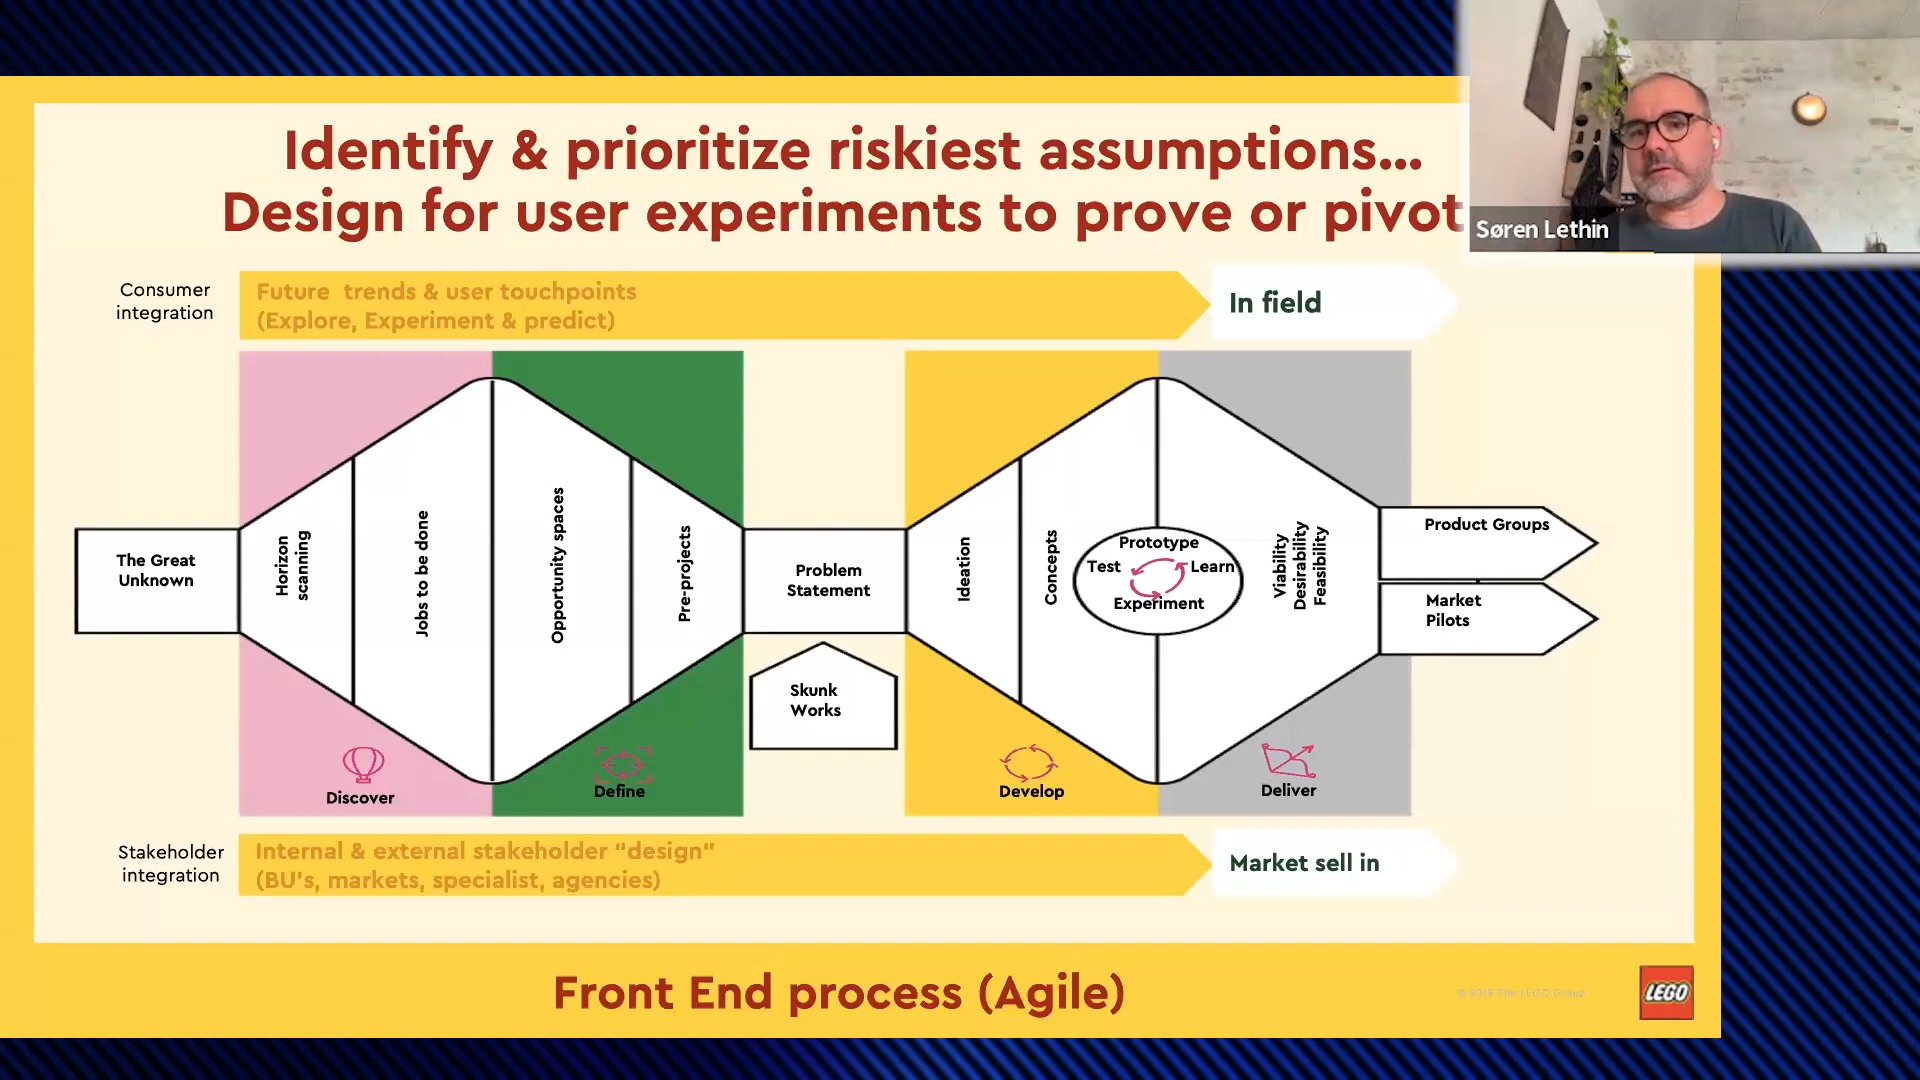 Identify & prioritize riskiest assumptions...
Design for user experiments to prove or pivot
Søren Lethin
Consumer
integration
Future trends & user touchpoints
(Explore, Experiment & predict)
In field
The Great
Unknown
Horizon
scanning
Jobs to be done
Opportunity spaces
Pre-projects
Problem
Statement
Skunk
Works
Ideation
Concepts
Prototype
Test
Learn
Experiment
Viability
Desirability
Feasibility
Product Groups
Market
Pilots
Discover
Define
Develop
Deliver
Stakeholder
integration
Internal & external stakeholder “design”
(BU's, markets, specialist, agencies)
Market sell in
Front End process (Agile)
© 2018 The LEGO Group
LEGO